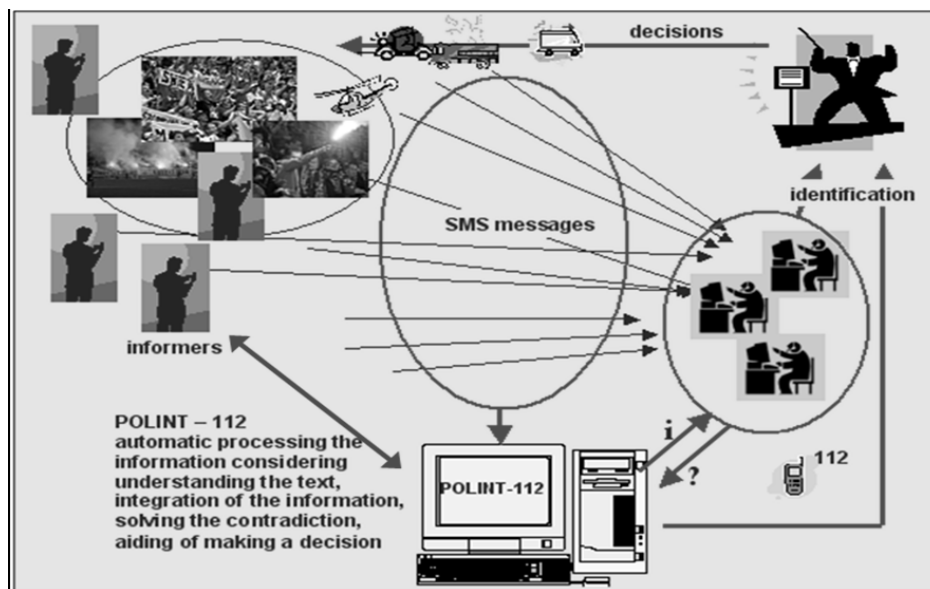 decisions
identification
SMS messages
informers
POLINT – 112
automatic processing the
information considering
understanding the text,
integration of the information,
solving the contradiction,
aiding of making a decision
POLINT-112
i
?
112